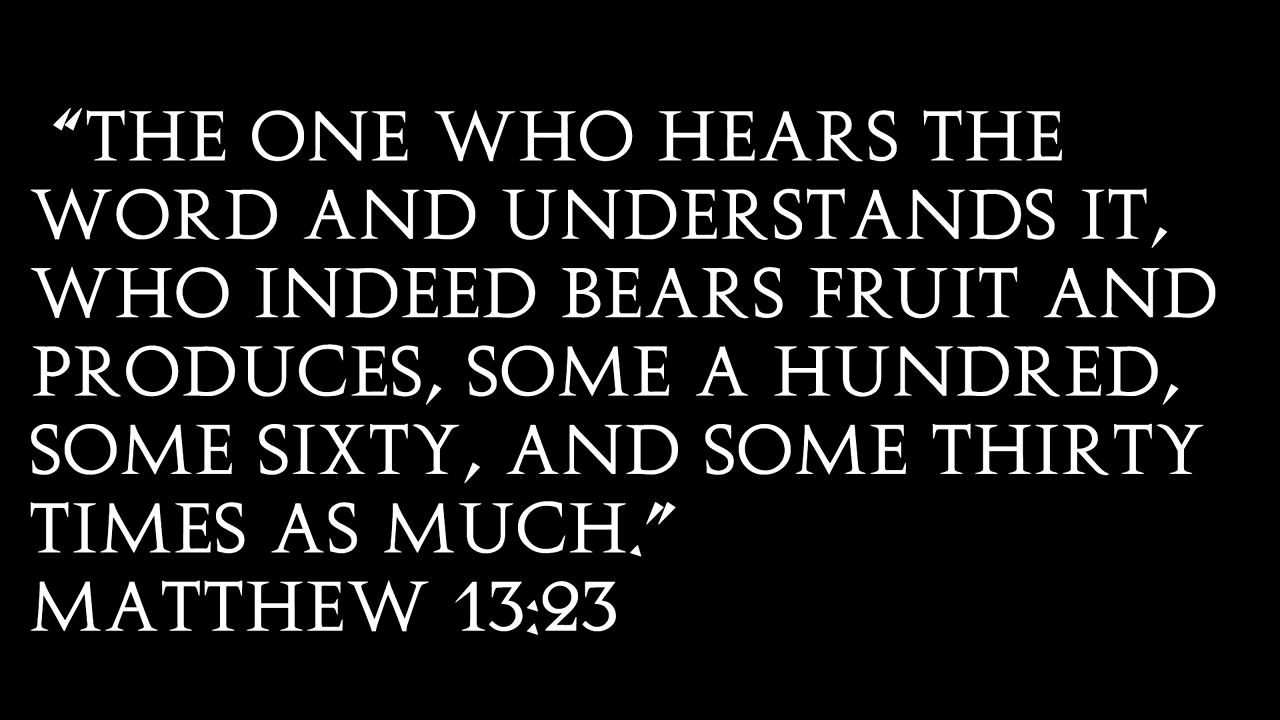 “THE ONE WHO HEARS THE
WORD AND UNDERSTANDS IT,
WHO INDEED BEARS FRUIT AND
PRODUCES, SOME A HUNDRED,
SOME SIXTY, AND SOME THIRTY
TIMES AS MUCH.”
MATTHEW 13:23